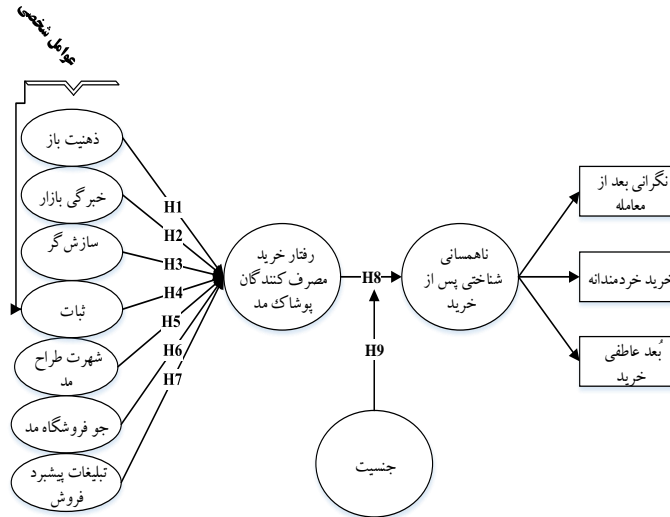 عوامل شخصی
ذهنیت باز
خبرگی بازار
سازش‌گر
ثبات
شهرت طراح
مد
جو فروشگاه مد
تبلیغات پیشبرد
فروش
H1
H2
H3
H4
H5
H6
H7
رفتار خرید
مصرف کنندگان
پوشاک مد
H8
H9
جنسیت
ناهمسانی
شناختی پس از
خرید
نگرانی بعد از
معامله
خرید خردمندانه
بُعد عاطفی
خرید